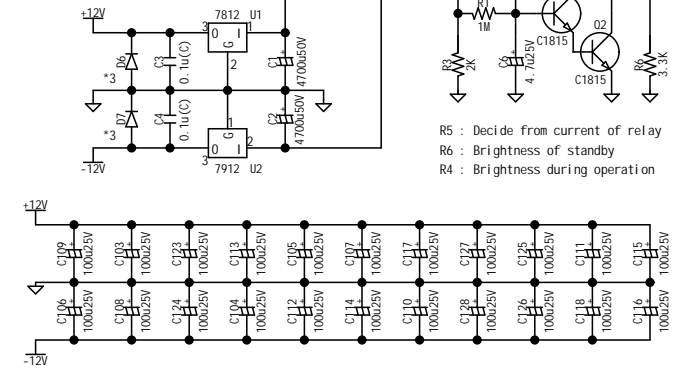 +12V
7812 U1
3 O I 1
G
2
D6
*3
C3
0.1u(C)
C1
+
4700u50V
D7
*3
C4
0.1u(C)
C2
+
4700u50V
1
G
3 O I 2
7912 U2
-12V
R1
1M
C1815
Q2
C1815
R3
2K
C6
+
4.7u25V
R6
3.3K
R5 : Decide from current of relay
R6 : Brightness of standby
R4 : Brightness during operation
+12V
C109 + 100u25V
C103 + 100u25V
C123 + 100u25V
C113 + 100u25V
C105 + 100u25V
C107 + 100u25V
C117 + 100u25V
C127 + 100u25V
C125 + 100u25V
C111 + 100u25V
C115 + 100u25V
C106 + 100u25V
C108 + 100u25V
C124 + 100u25V
C104 + 100u25V
C112 + 100u25V
C114 + 100u25V
C110 + 100u25V
C128 + 100u25V
C126 + 100u25V
C118 + 100u25V
C116 + 100u25V
-12V